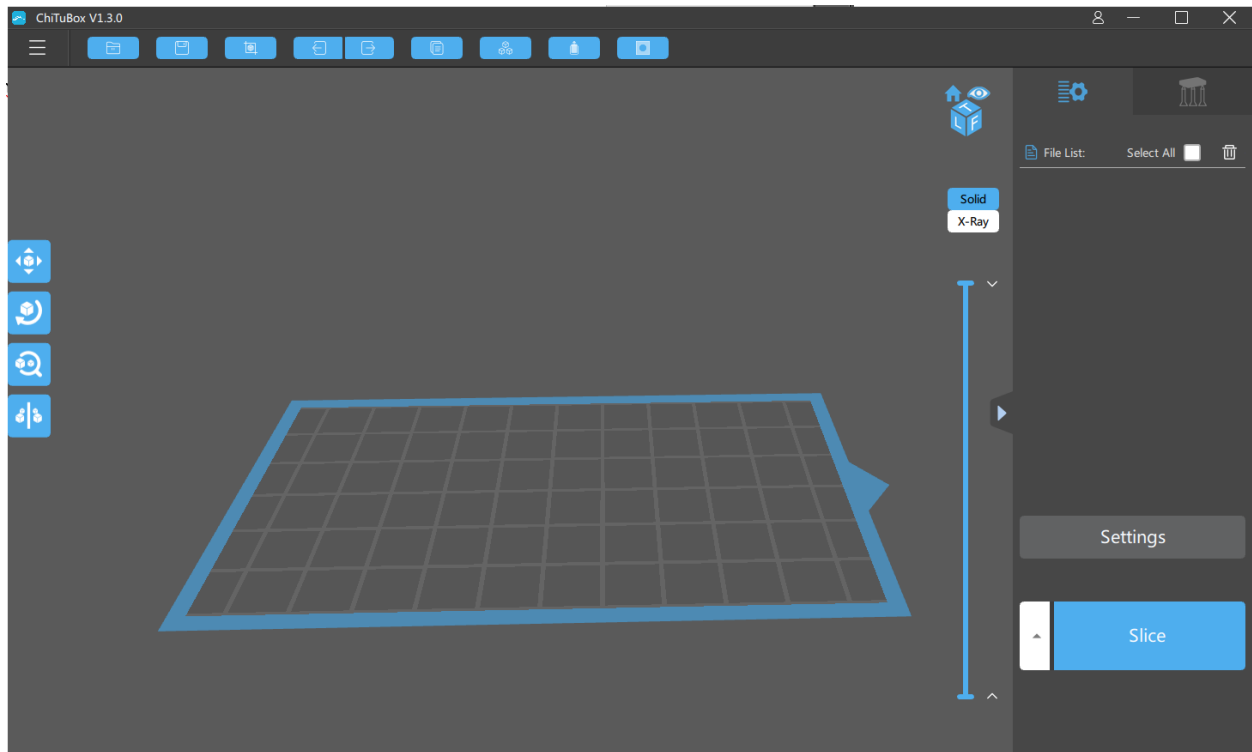 ChiTuBox V1.3.0
T
L F
File List: Select All
Solid
X-Ray
Settings
Slice